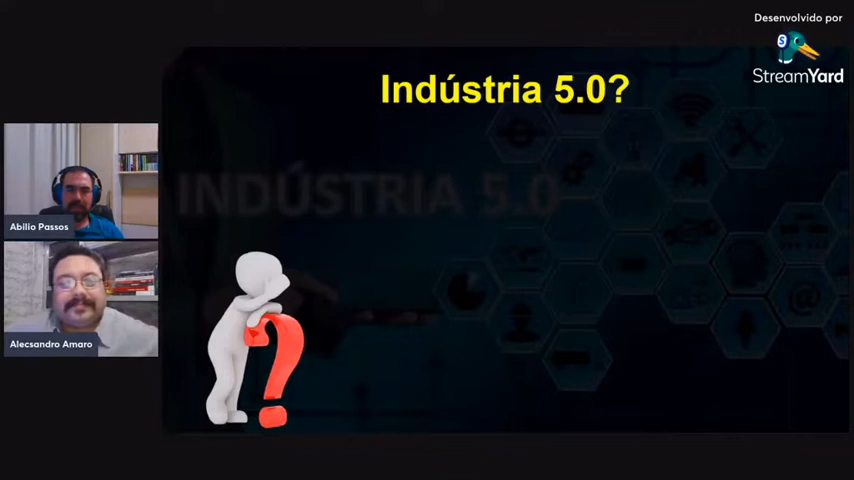 Desenvolvido por
StreamYard
Indústria 5.0?
INDÚSTRIA 5.0
Abilio Passos
Alecsandro Amaro